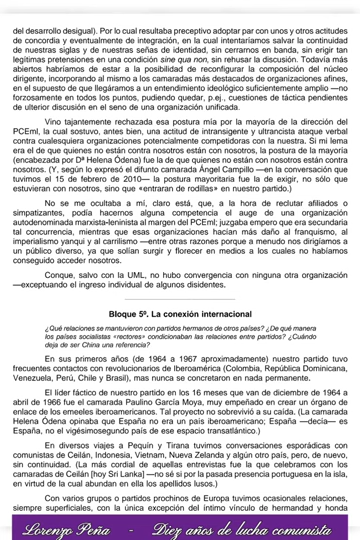 del desarrollo desigual). Por lo cual resultaba preceptivo adoptar por con unos y otros actitudes
de concordia y eventualmente de integración, en la cual intentaríamos salvar la continuidad
de nuestras siglas y de nuestras señas de identidad, sin cerrarnos en banda, sin erigir tan
legítimas pretensiones en una condición sine qua non, sin rehusar la discusión. Todavía más
abiertos habríamos de estar a la posibilidad de reconfigurar la composición del núcleo
dirigente, incorporando al mismo a los camaradas más destacados de organizaciones afines,
en el supuesto de que llegáramos a un entendimiento ideológico suficientemente amplio —no
forzosamente en todos los puntos, pudiendo quedar, p.ej., cuestiones de táctica pendientes
de ulterior discusión en el seno de una organización unificada.
Vino tajantemente rechazada esa postura mía por la mayoría de la dirección del
PCEml, la cual sostuvo, antes bien, una actitud de intransigente y ultrancista ataque verbal
contra cualesquiera organizaciones potencialmente competidoras con la nuestra. Si mi lema
era el de que quienes no están contra nosotros están con nosotros, la postura de la mayoría
(encabezada por Dª Helena Ódena) fue la de que quienes no están con nosotros están contra
nosotros. (Y, según lo expresó el difunto camarada Ángel Campillo —en la conversación que
tuvimos el 15 de febrero de 2010— la postura mayoritaria fue la de exigir, no sólo que
estuvieran con nosotros, sino que «entraran de rodillas» en nuestro partido.)
No se me ocultaba a mí, claro está, que, a la hora de reclutar afiliados o
simpatizantes, podía hacernos alguna competencia el auge de una organización
autodenominada marxista-leninista al margen del PCEml; juzgaba empero que era secundaria
tal concurrencia, mientras que esas organizaciones hacían más daño al franquismo, al
imperialismo yanqui y al carrillismo —entre otras razones porque a menudo nos dirigíamos a
un público diverso, ya que solían surgir y florecer en medios a los cuales no habíamos
conseguido acceder nosotros.
Conque, salvo con la UML, no hubo convergencia con ninguna otra organización
—exceptuando el ingreso individual de algunos disidentes.
Bloque 5º. La conexión internacional
¿Qué relaciones se mantuvieron con partidos hermanos de otros países? ¿De qué manera
los países socialistas «rectores» condicionaban las relaciones entre partidos? ¿Cuándo
deja de ser China una referencia?
En sus primeros años (de 1964 a 1967 aproximadamente) nuestro partido tuvo
frecuentes contactos con revolucionarios de Iberoamérica (Colombia, República Dominicana,
Venezuela, Perú, Chile y Brasil), mas nunca se concretaron en nada permanente.
El líder fáctico de nuestro partido en los 16 meses que van de diciembre de 1964 a
abril de 1966 fue el camarada Paulino García Moya, muy empeñado en crear un órgano de
enlace de los emeeles iberoamericanos. Tal proyecto no sobrevivió a su caída. (La camarada
Helena Ódena opinaba que España no era un país iberoamericano; España —decía— es
España, no el vigésimosegundo país de ese espacio transatlántico.)
En diversos viajes a Pequín y Tirana tuvimos conversaciones esporádicas con
comunistas de Ceilán, Indonesia, Vietnam, Nueva Zelanda y algún otro país, pero, de nuevo,
sin continuidad. (La más cordial de aquellas entrevistas fue la que celebramos con los
camaradas de Ceilán [hoy Sri Lanka] —no sé si por la pasada presencia portuguesa en la isla,
en virtud de la cual abundan en ella los apellidos lusos.)
Con varios grupos o partidos prochinos de Europa tuvimos ocasionales relaciones,
siempre superficiales, con la única excepción del íntimo vínculo de hermandad y honda
Lorenzo Peña - Diez años de lucha comunista